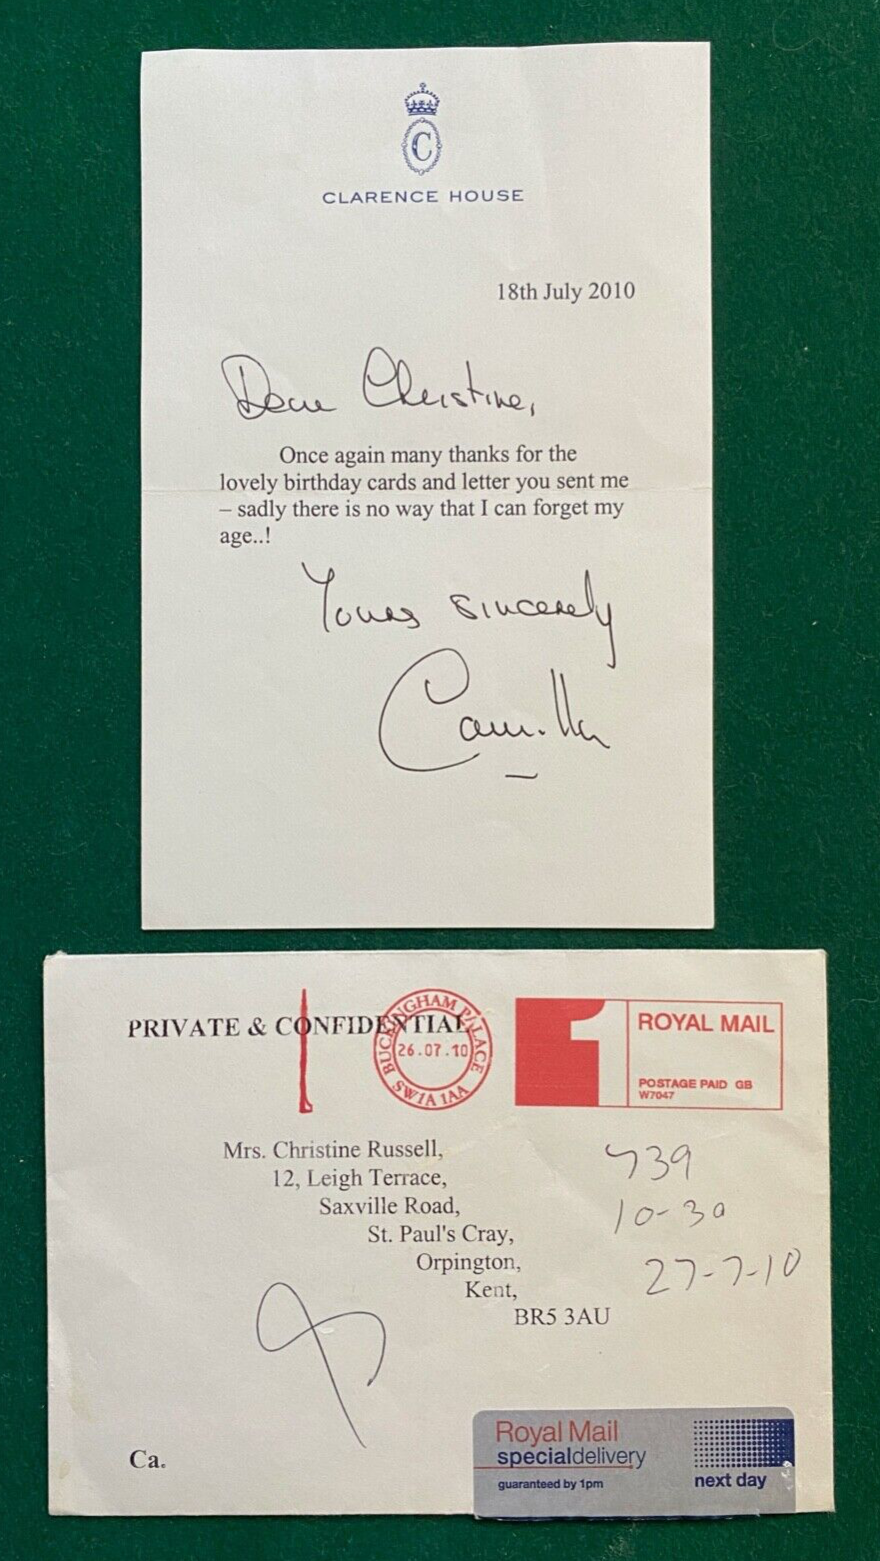 C
CLARENCE HOUSE
18th July 2010
Dear Christine,
Once again many thanks for the
lovely birthday cards and letter you sent me
– sadly there is no way that I can forget my
age..!
Yours sincerely
Camilla
PRIVATE & CONFIDENTIAL
BUCKINGHAM PALACE
26.07.10
SW1A 1AA
1
ROYAL MAIL
POSTAGE PAID GB
W7047
Mrs. Christine Russell,
12, Leigh Terrace,
Saxville Road,
St. Paul's Cray,
Orpington,
Kent,
BR5 3AU
739
10-30
27-7-10
Ca.
Royal Mail
specialdelivery
guaranteed by 1pm
next day